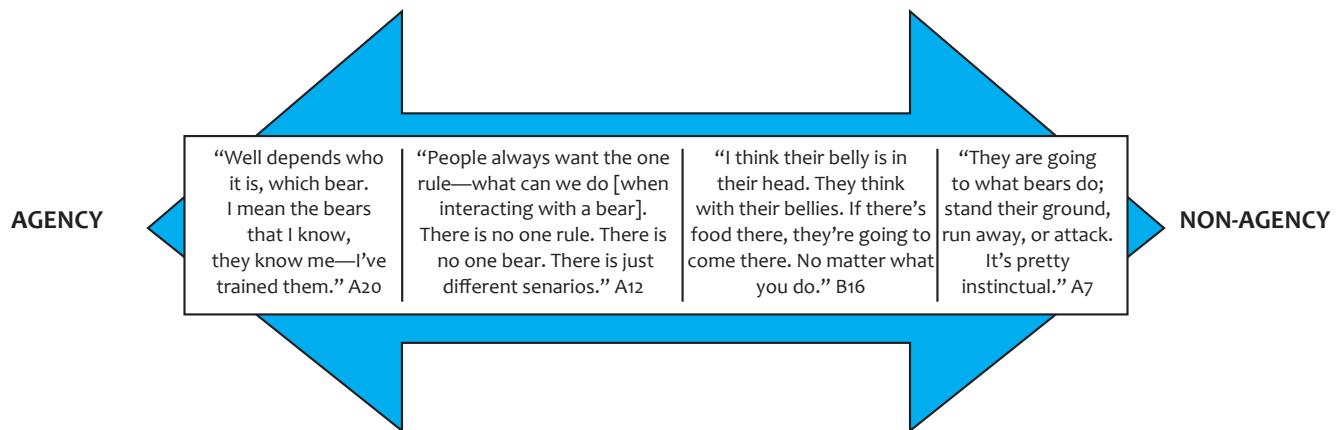 AGENCY
“Well depends who
it is, which bear.
I mean the bears
that I know,
they know me—I’ve
trained them.” A20
“People always want the one
rule—what can we do [when
interacting with a bear].
There is no one rule. There is
no one bear. There is just
different senarios.” A12
“I think their belly is in
their head. They think
with their bellies. If there’s
food there, they’re going to
come there. No matter what
you do.” B16
“They are going
to what bears do;
stand their ground,
run away, or attack.
It’s pretty
instinctual.” A7
NON-AGENCY